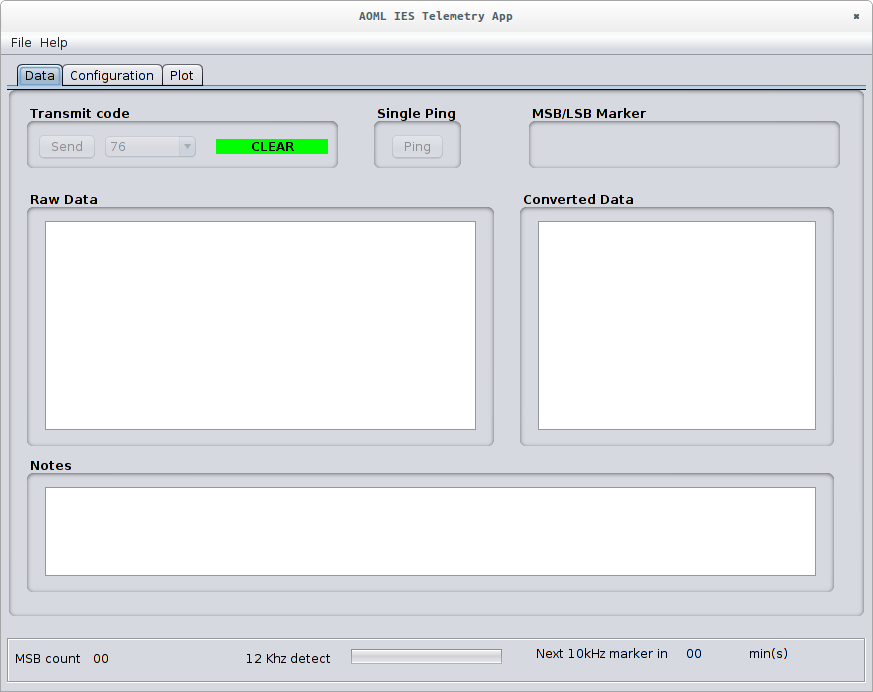 AOML IES Telemetry App
File Help
Data Configuration Plot
Transmit code Single Ping MSB/LSB Marker
Send 76 CLEAR Ping
Raw Data Converted Data
Notes
MSB count 00 12 Khz detect Next 10kHz marker in 00 min(s)